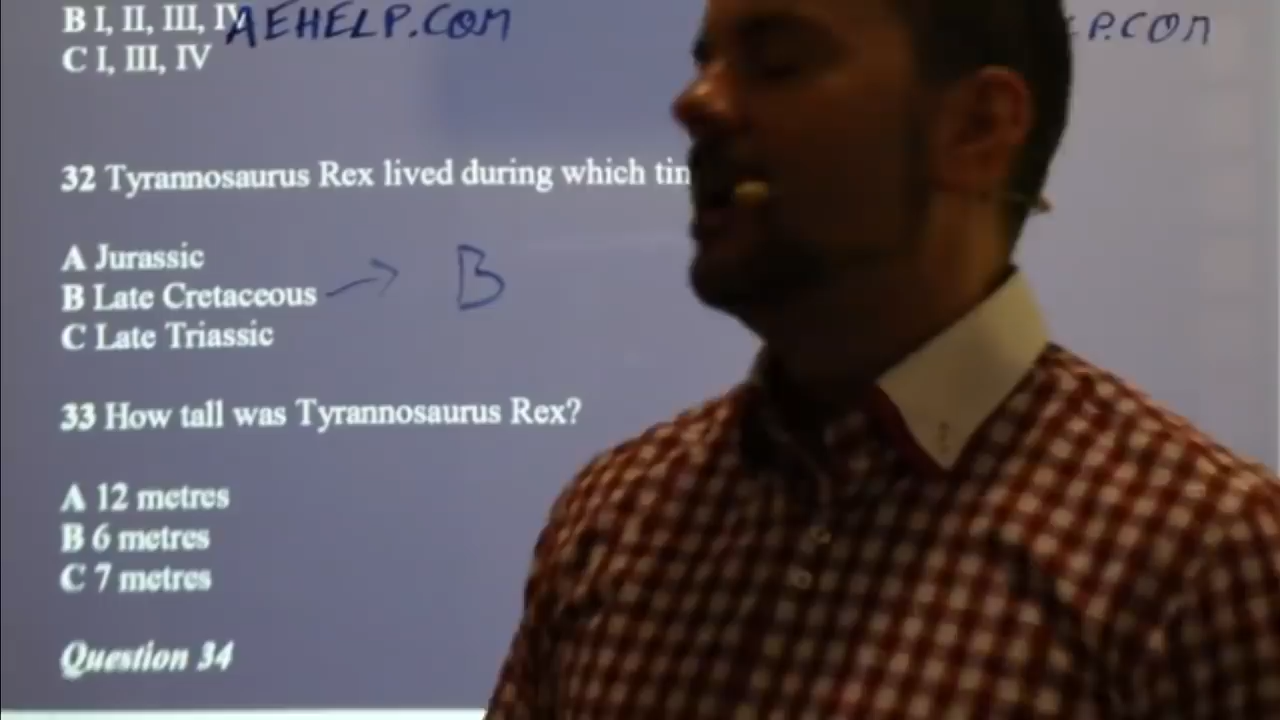 B I, II, III, IV AEHELP.COM P.COM
C I, III, IV
32 Tyrannosaurus Rex lived during which
A Jurassic
B Late Cretaceous → B
C Late Triassic
33 How tall was Tyrannosaurus Rex?
A 12 metres
B 6 metres
C 7 metres
Question 34